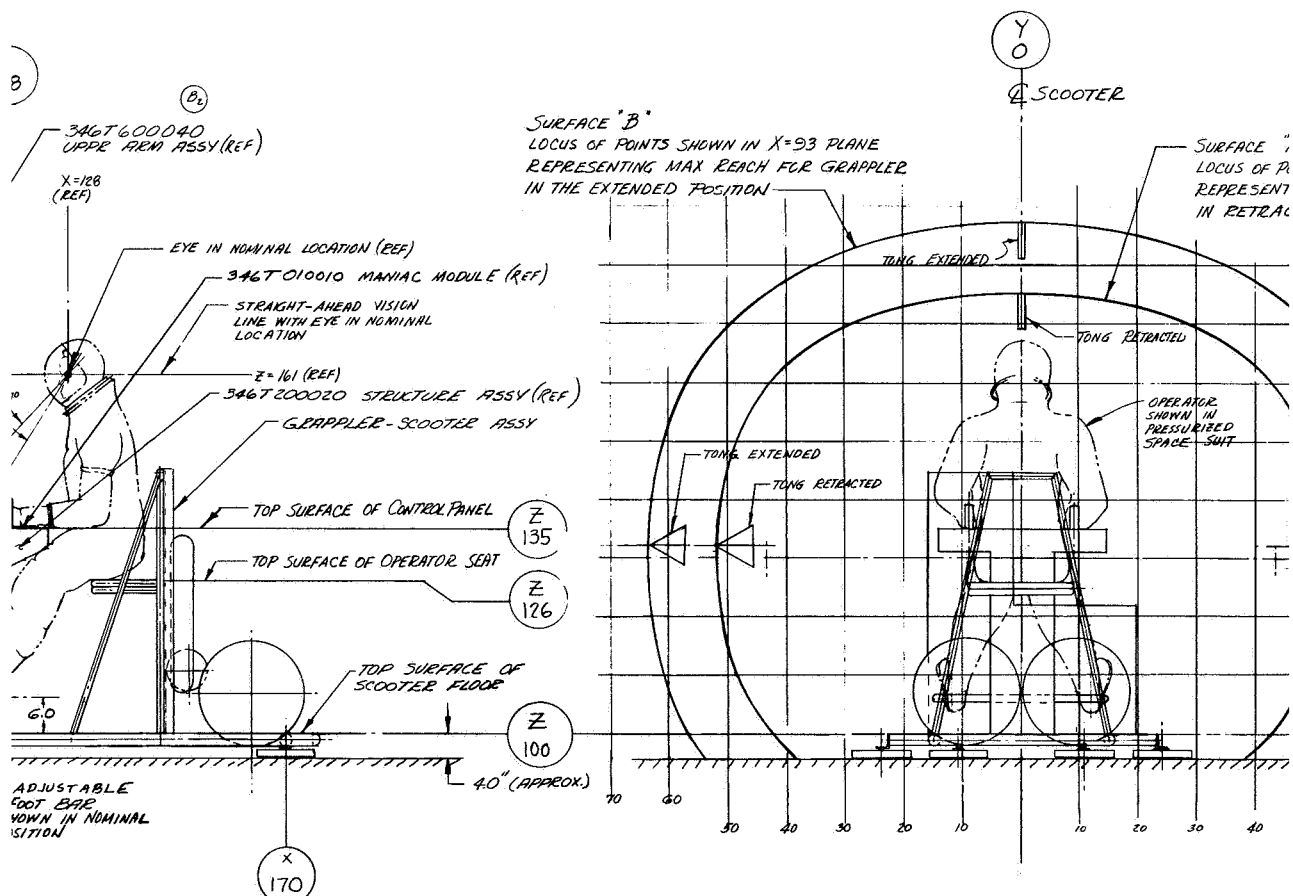 8
B2
346T600040
UPPR ARM ASSY (REF)
X=128
(REF)
EYE IN NOMINAL LOCATION (REF)
346T010010 MANIAC MODULE (REF)
STRAIGHT-AHEAD VISION
LINE WITH EYE IN NOMINAL
LOCATION
Z=161 (REF)
346T200020 STRUCTURE ASSY (REF)
GRAPPLER-SCOOTER ASSY
TOP SURFACE OF CONTROL PANEL
Z
135
TOP SURFACE OF OPERATOR SEAT
Z
126
TOP SURFACE OF
SCOOTER FLOOR
6.0
Z
100
4.0" (APPROX.)
ADJUSTABLE
FOOT BAR
HOWN IN NOMINAL
SITION
X
170
Y
0
℄ SCOOTER
SURFACE "B"
LOCUS OF POINTS SHOWN IN X=93 PLANE
REPRESENTING MAX REACH FOR GRAPPLER
IN THE EXTENDED POSITION
SURFACE "
LOCUS OF PO
REPRESENT
IN RETRAC
TONG EXTENDED
TONG RETRACTED
OPERATOR
SHOWN IN
PRESSURIZED
SPACE SUIT
TONG EXTENDED
TONG RETRACTED
70 60 50 40 30 20 10 10 20 30 40